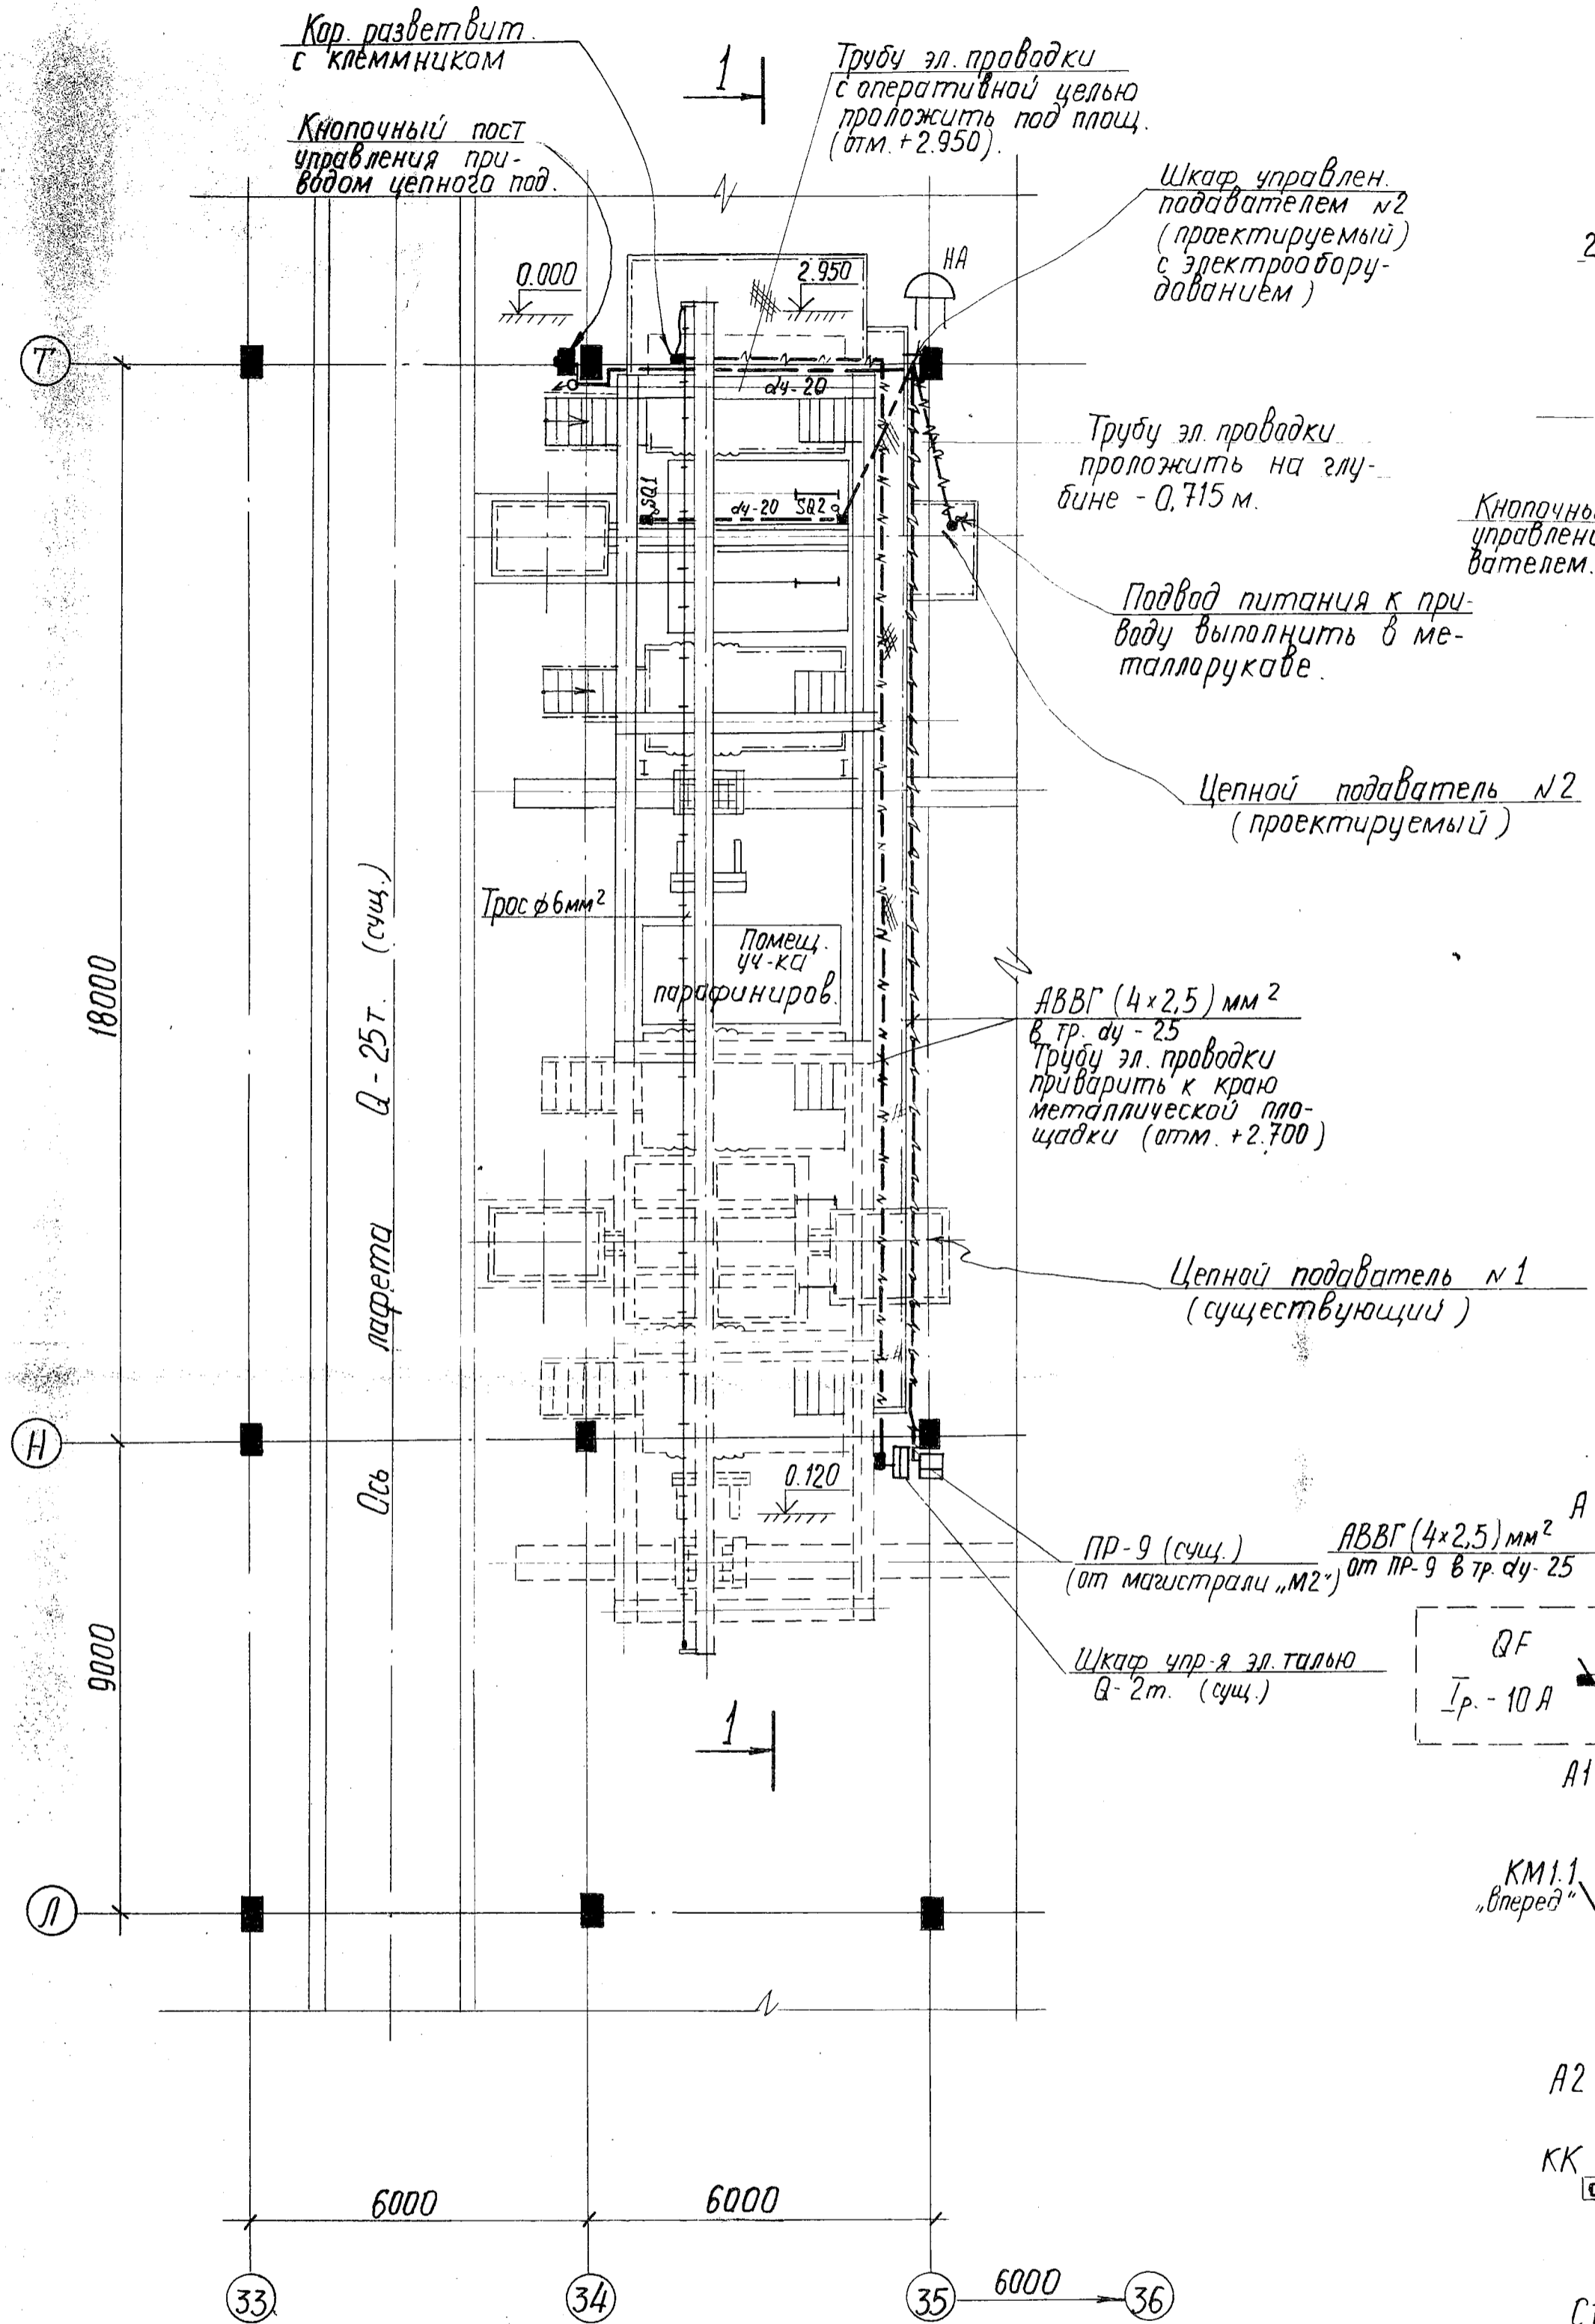 Кор. разветвит.
с клеммником
Кнопочный пост
управления при-
водом цепного под.
1
Трубу эл. проводки
с оперативной целью
проложить под площ.
(отм. +2.950).
Шкаф управлен.
подавателем №2
(проектируемый)
с электрообору-
дованием)
2
0.000
2.950
НА
Т
dу-20
Трубу эл. проводки
проложить на глу-
бине - 0,715 м.
SQ1
dу-20
SQ2
Кнопочны
управлени
вателем.
Подвод питания к при-
воду выполнить в ме-
таллорукаве.
Цепной подаватель №2
(проектируемый)
I
I
Трос ф6мм²
Помещ.
уч-ка
парафиниров.
18000
Ось лафета Q-25т. (сущ.)
АВВГ (4×2,5) мм²
в тр. dу - 25
Трубу эл. проводки
приварить к краю
металлической пло-
щадки (отм. +2.700)
Цепной подаватель №1
(существующий)
Н
0.120
А
ПР-9 (сущ.)
(от магистрали „М2")
АВВГ (4×2,5) мм²
от ПР-9 в тр. dу-25
9000
Шкаф упр-я эл. талью
Q-2т. (сущ.)
QF
Iр. - 10 А
1
А1
КМ1.1
„Вперед"
Л
А2
КК
6000
6000
33
34
35
6000
36